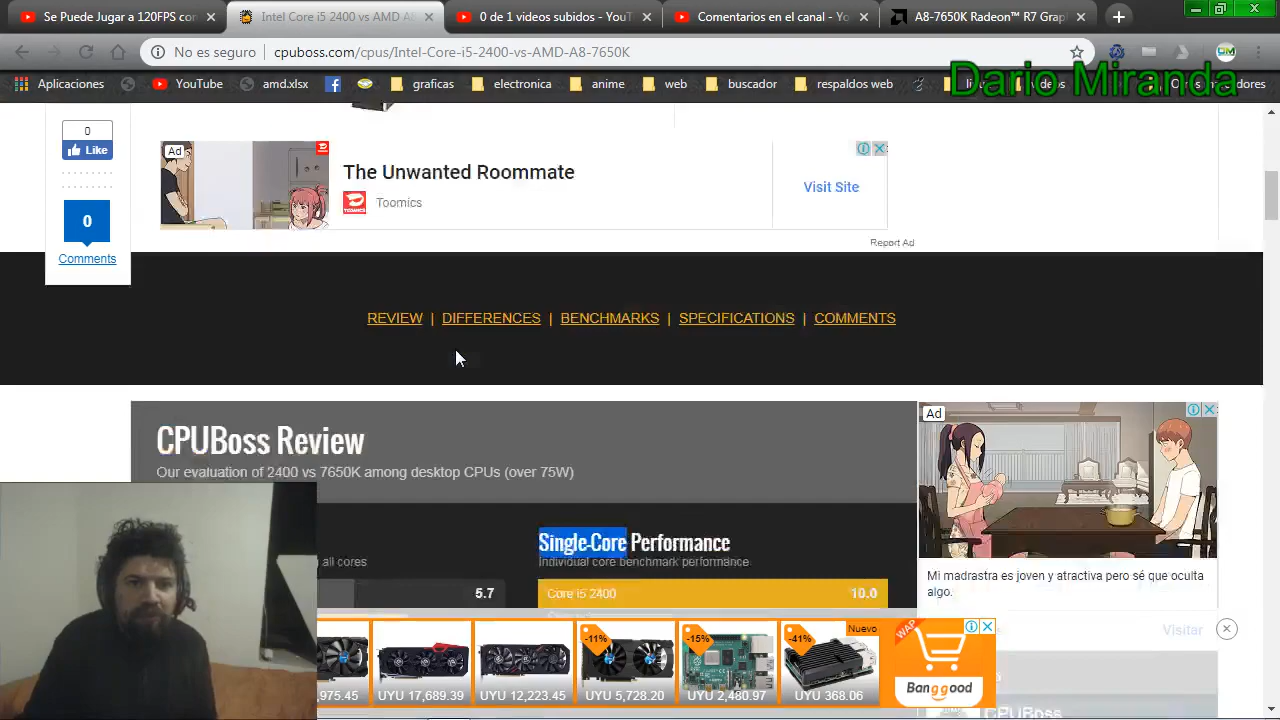 Se Puede Jugar a 120FPS con
Intel Core i5 2400 vs AMD A8
0 de 1 videos subidos - YouT
Comentarios en el canal - Yo
A8-7650K Radeon™ R7 Grap
No es seguro
cpuboss.com/cpus/Intel-Core-i5-2400-vs-AMD-A8-7650K
Aplicaciones
YouTube
amd.xlsx
graficas
electronica
anime
web
buscador
respaldos web
Dario Miranda
0
Like
0
Comments
Ad
The Unwanted Roommate
Toomics
Visit Site
Report Ad
REVIEW | DIFFERENCES | BENCHMARKS | SPECIFICATIONS | COMMENTS
CPUBoss Review
Our evaluation of 2400 vs 7650K among desktop CPUs (over 75W)
all cores
5.7
Single-Core Performance
Individual core benchmark performance
Core i5 2400
10.0
Ad
Mi madrastra es joven y atractiva pero sé que oculta
algo.
Visitar
CPUBoss
975.45
UYU 17,689.39
UYU 12,223.45
-11%
UYU 5,728.20
-15%
UYU 2,480.97
-41%
Nuevo
UYU 368.06
WAP
Banggood